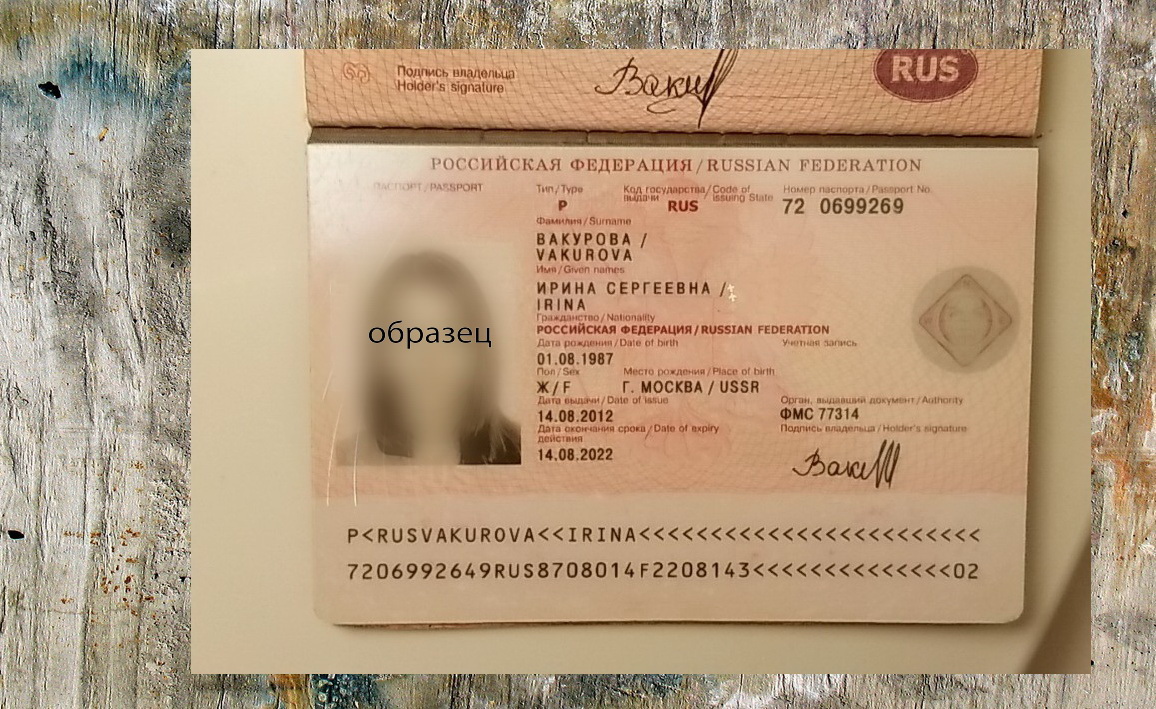 Подпись владельца
Holder's signature
RUS
РОССИЙСКАЯ ФЕДЕРАЦИЯ / RUSSIAN FEDERATION
ПАСПОРТ / PASSPORT
Тип / Type
Код государства / Code of
выдачи issuing State
Номер паспорта / Passport No.
P
RUS
72 0699269
Фамилия / Surname
ВАКУРОВА /
VAKUROVA
Имя / Given names
ИРИНА СЕРГЕЕВНА /
IRINA
Гражданство / Nationality
РОССИЙСКАЯ ФЕДЕРАЦИЯ / RUSSIAN FEDERATION
Дата рождения / Date of birth
Учетная запись
01.08.1987
Пол / Sex
Место рождения / Place of birth
Ж / F
Г. МОСКВА / USSR
Дата выдачи / Date of issue
Орган, выдавший документ / Authority
14.08.2012
ФМС 77314
Дата окончания срока / Date of expiry
действия
Подпись владельца / Holder's signature
14.08.2022
образец
P<RUSVAKUROVA<<IRINA<<<<<<<<<<<<<<<<<<<<<<<<
7206992649RUS8708014F2208143<<<<<<<<<<<<<<02